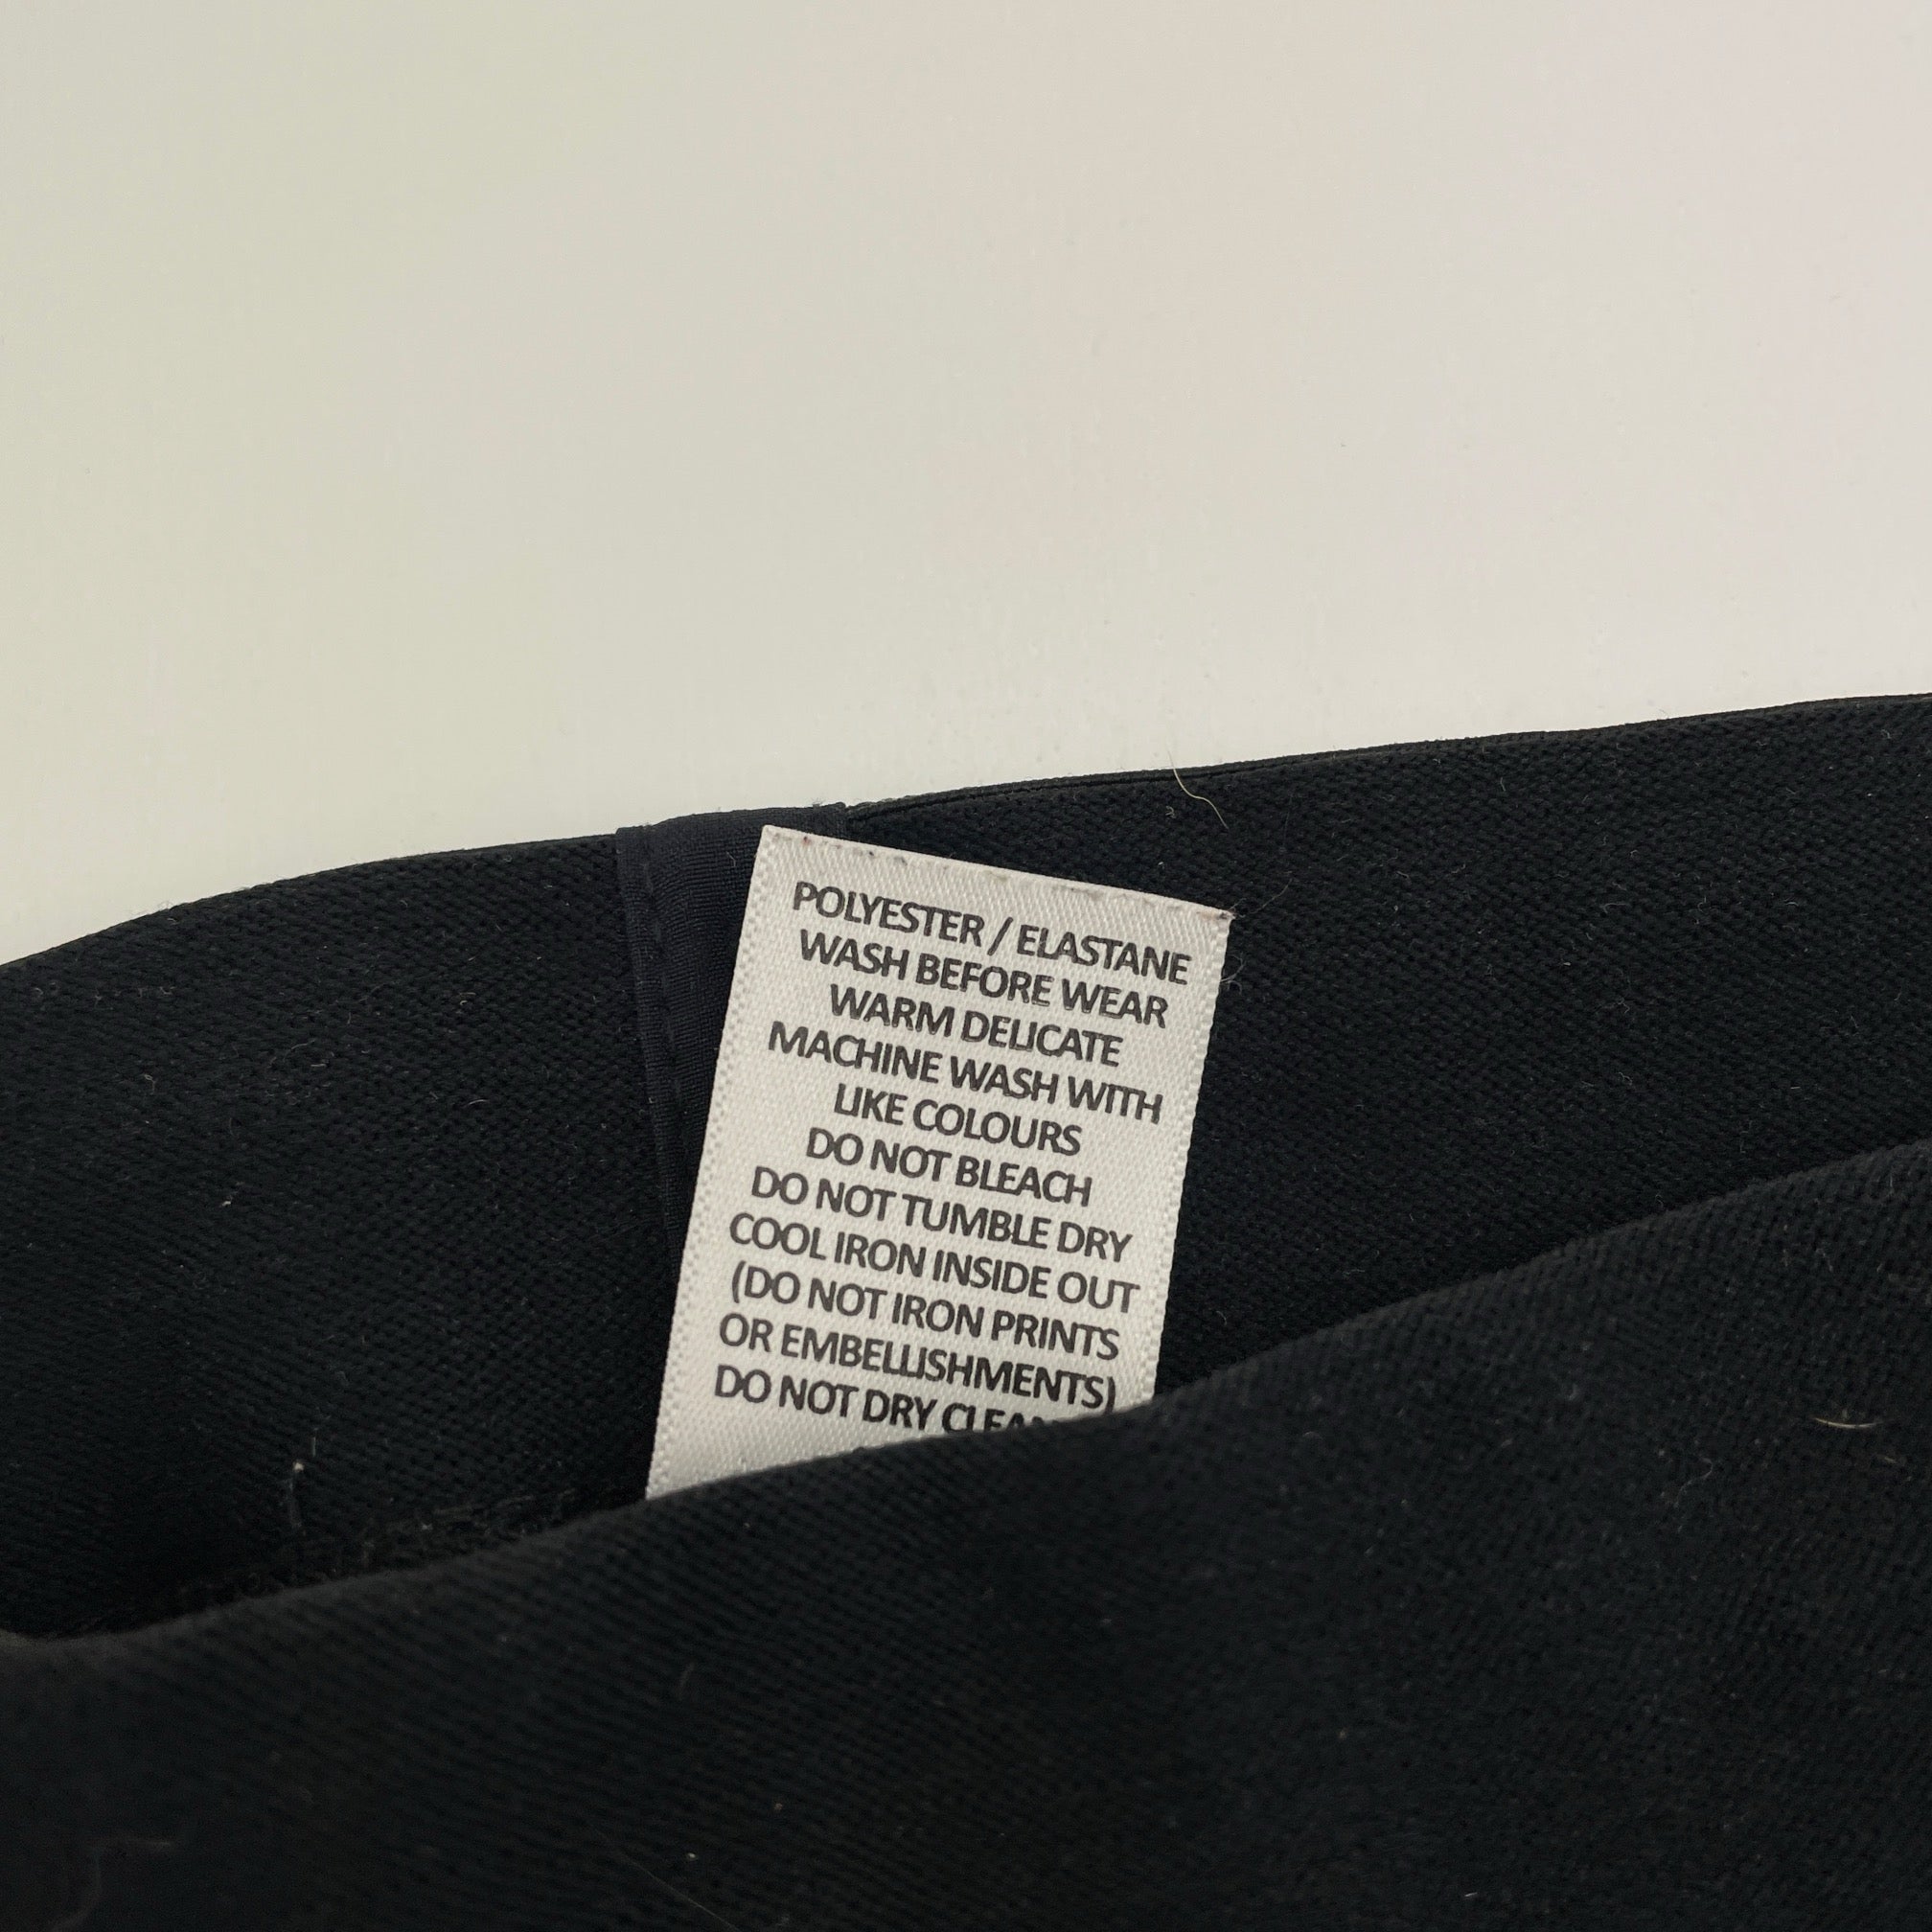 POLYESTER / ELASTANE
WASH BEFORE WEAR
WARM DELICATE
MACHINE WASH WITH
LIKE COLOURS
DO NOT BLEACH
DO NOT TUMBLE DRY
COOL IRON INSIDE OUT
(DO NOT IRON PRINTS
OR EMBELLISHMENTS)
DO NOT DRY CLEAN